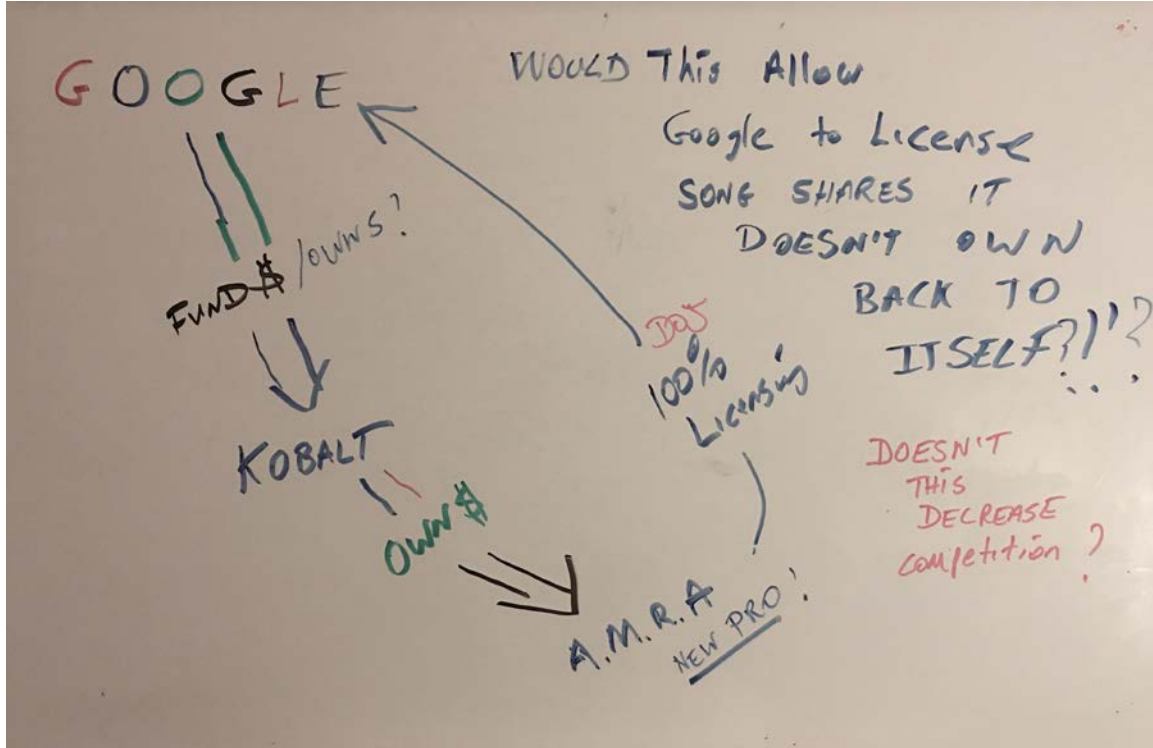 GOOGLE
FUND$ /OWNS?
KOBALT
OWN$
A.M.R.A
NEW PRO!
DOJ
100%
Licensing
WOULD This Allow
Google to License
SONG SHARES IT
DOESN'T OWN
BACK TO
ITSELF?!'?
DOESN'T
THIS
DECREASE
competition?